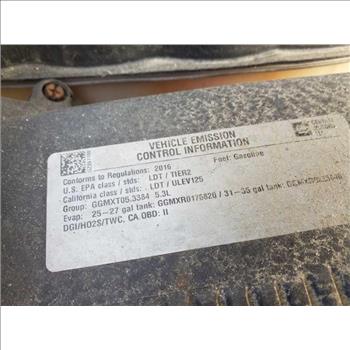 VEHICLE EMISSION
CONTROL INFORMATION
Conforms to Regulations: 2016 Fuel: Gasoline
U.S. EPA class / stds: LDT / TIER2
California class / stds: LDT / ULEV125
Group: GGMXT05.3384 5.3L
Evap: 25-27 gal tank: GGMXR0176820 / 31-35 gal tank:
DGI/HO2S/TWC, CA OBD: II